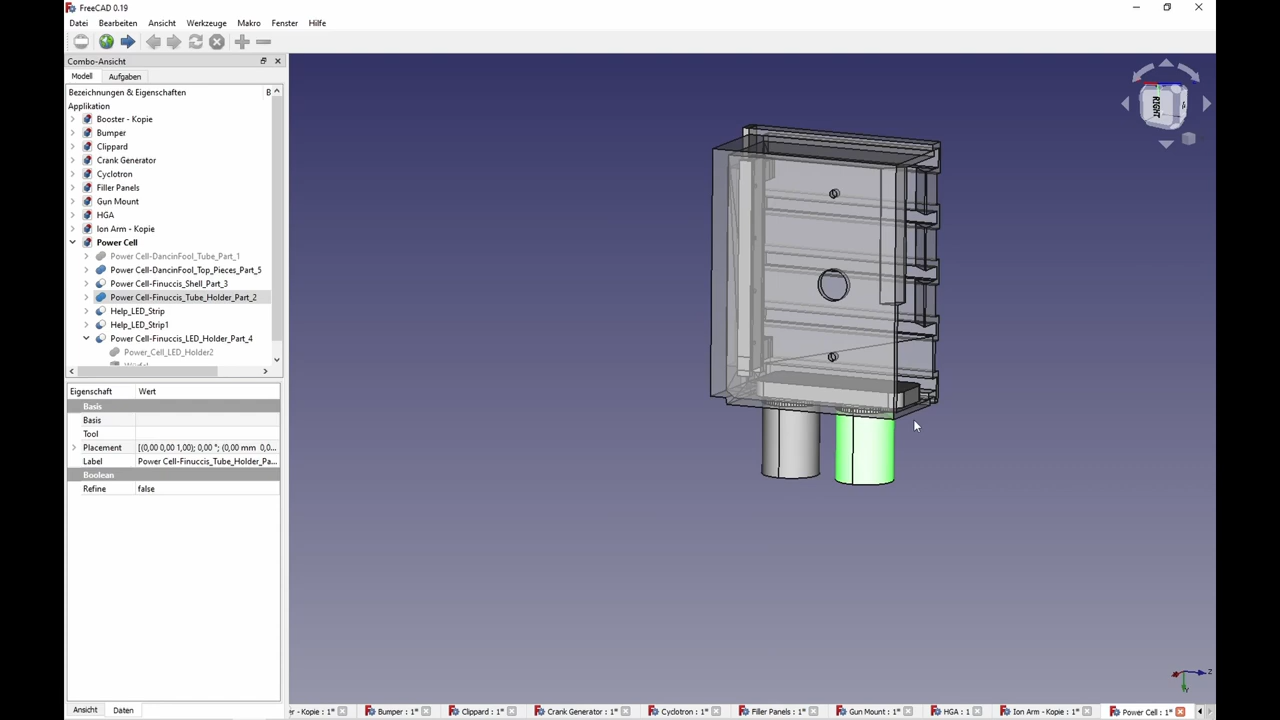 FreeCAD 0.19
Datei Bearbeiten Ansicht Werkzeuge Makro Fenster Hilfe
Combo-Ansicht
Modell Aufgaben
Bezeichnungen & Eigenschaften B
Applikation
Booster - Kopie
Bumper
Clippard
Crank Generator
Cyclotron
Filler Panels
Gun Mount
HGA
Ion Arm - Kopie
Power Cell
Power Cell-DancinFool_Tube_Part_1
Power Cell-DancinFool_Top_Pieces_Part_5
Power Cell-Finuccis_Shell_Part_3
Power Cell-Finuccis_Tube_Holder_Part_2
Help_LED_Strip
Help_LED_Strip1
Power Cell-Finuccis_LED_Holder_Part_4
Power_Cell_LED_Holder2
Eigenschaft Wert
Basis
Basis
Tool
Placement [(0,00 0,00 1,00); 0,00 °; (0,00 mm 0,0...
Label Power Cell-Finuccis_Tube_Holder_Pa...
Boolean
Refine false
RIGHT
Z
Y
Ansicht Daten
er - Kopie : 1* Bumper : 1* Clippard : 1* Crank Generator : 1* Cyclotron : 1* Filler Panels : 1* Gun Mount : 1* HGA : 1 Ion Arm - Kopie : 1* Power Cell : 1*